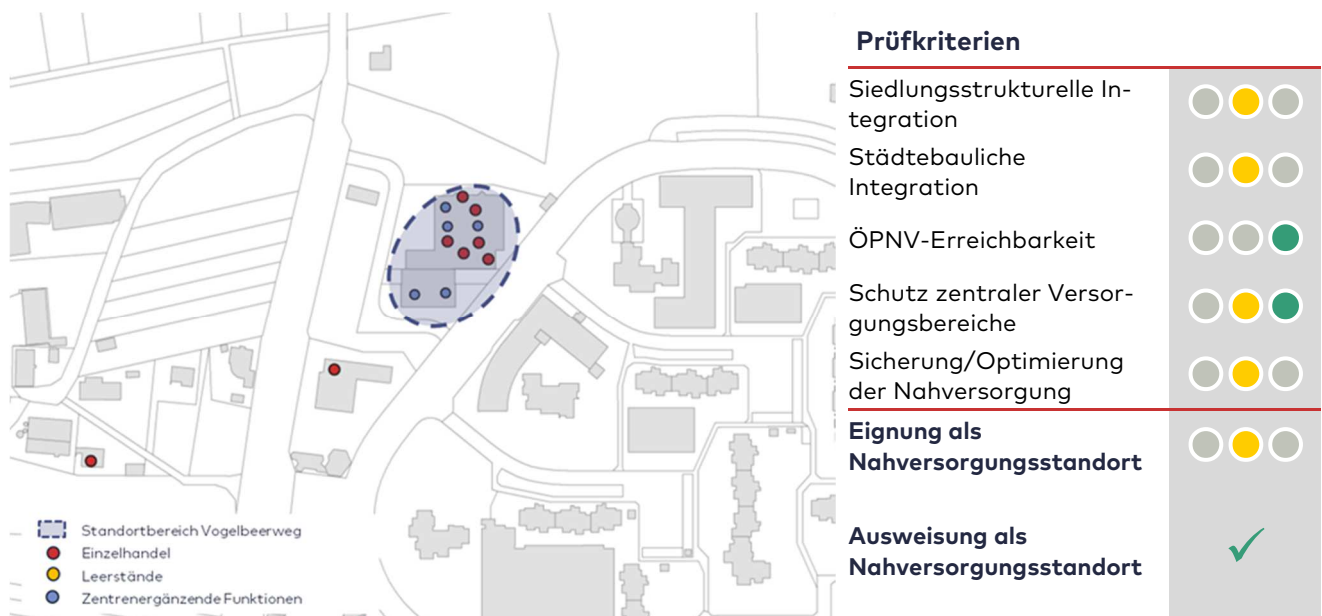 Prüfkriterien
Siedlungsstrukturelle In-
tegration
Städtebauliche
Integration
ÖPNV-Erreichbarkeit
Schutz zentraler Versor-
gungsbereiche
Sicherung/Optimierung
der Nahversorgung
Eignung als
Nahversorgungsstandort
Ausweisung als
Nahversorgungsstandort
Standortbereich Vogelbeerweg
Einzelhandel
Leerstände
Zentrenergänzende Funktionen